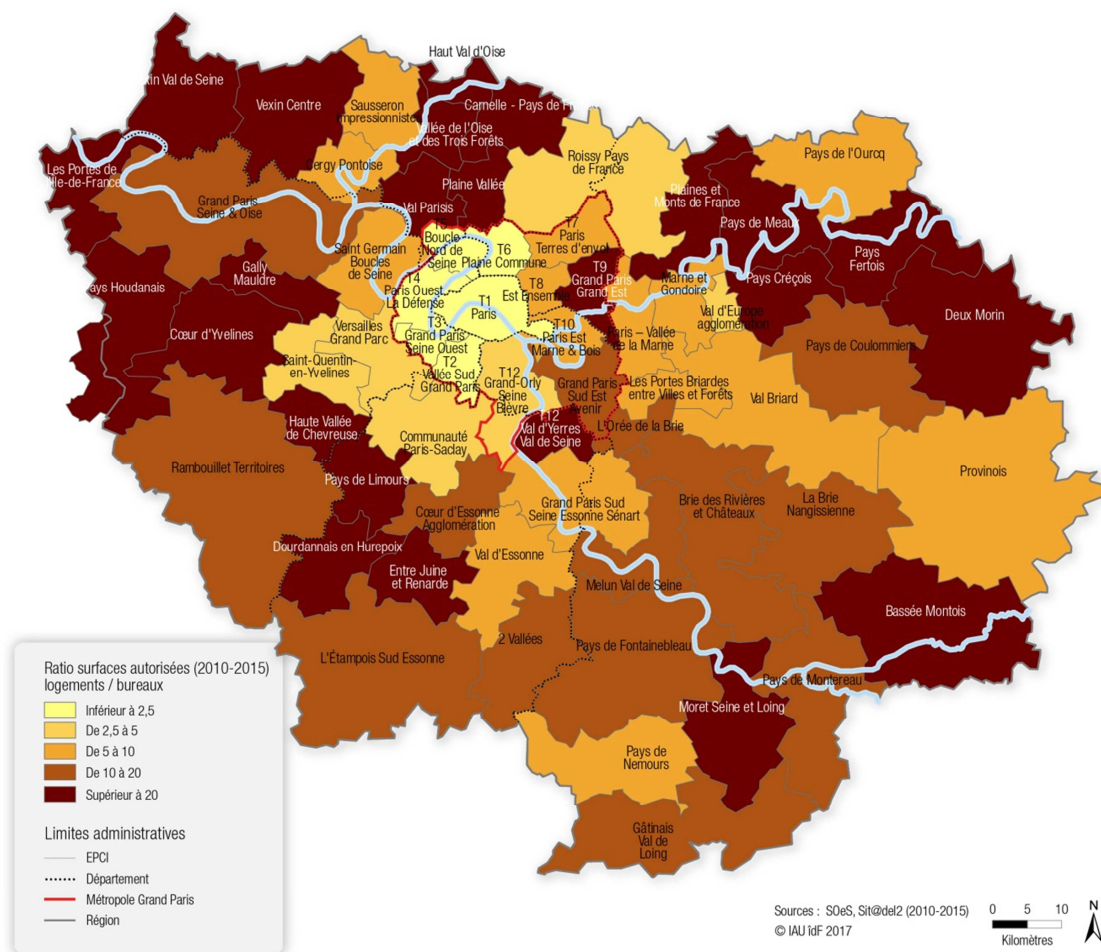 Haut Val d'Oise
Vexin Val de Seine
Vexin Centre
Sausseron
Impressionnistes
Carnelle - Pays de France
Vallée de l'Oise
et des Trois Forêts
Roissy Pays
de France
Pays de l'Ourcq
Cergy Pontoise
Les Portes de
l'Ile-de-France
Plaine Vallée
Plaines et
Monts de France
Grand Paris
Seine & Oise
Val Parisis
Pays de Meaux
T5
Boucle
Nord de
Seine
T6
Plaine Commune
T7
Paris
Terres d'envol
Saint Germain
Boucles
de Seine
Pays
Fertois
Gally
Mauldre
Pays Houdanais
T4
Paris Ouest
La Défense
T8
Est Ensemble
T9
Grand Paris
Grand Est
Marne et
Gondoire
Pays Créçois
T1
Paris
Val d'Europe
agglomération
Deux Morin
Cœur d'Yvelines
Versailles
Grand Parc
T3
Grand Paris
Seine Ouest
T10
Paris Est
Marne & Bois
Paris – Vallée
de la Marne
Pays de Coulommiers
Saint-Quentin-
en-Yvelines
T2
Vallée Sud
Grand Paris
T12
Grand-Orly
Seine
Bièvre
Grand Paris
Sud Est
Avenir
Les Portes Briardes
entre Villes et Forêts
Val Briard
Haute Vallée
de Chevreuse
T12
Val d'Yerres
Val de Seine
L'Orée de la Brie
Communauté
Paris-Saclay
Rambouillet Territoires
Pays de Limours
Provinois
Cœur d'Essonne
Agglomération
Grand Paris Sud
Seine Essonne Sénart
Brie des Rivières
et Châteaux
La Brie
Nangissienne
Dourdannais en Hurepoix
Val d'Essonne
Entre Juine
et Renarde
Melun Val de Seine
Bassée Montois
2 Vallées
Pays de Fontainebleau
L'Étampois Sud Essonne
Pays de Montereau
Moret Seine et Loing
Pays de
Nemours
Gâtinais
Val de
Loing
Ratio surfaces autorisées (2010-2015)
logements / bureaux
Inférieur à 2,5
De 2,5 à 5
De 5 à 10
De 10 à 20
Supérieur à 20
Limites administratives
EPCI
Département
Métropole Grand Paris
Région
Sources : SOeS, Sit@del2 (2010-2015)
© IAU îdF 2017
0 5 10
Kilomètres
N